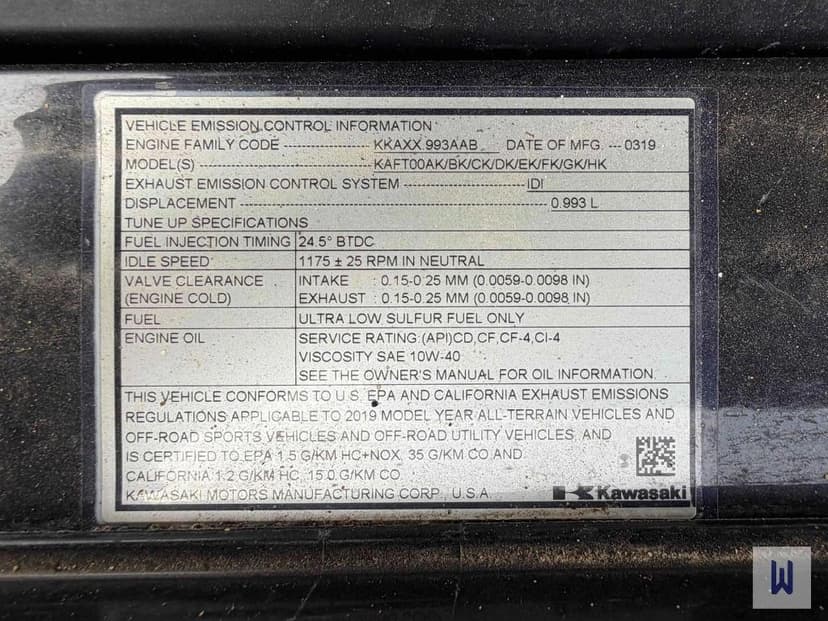 VEHICLE EMISSION CONTROL INFORMATION
ENGINE FAMILY CODE ---------------- KKAXX.993AAB DATE OF MFG. --- 0319
MODEL(S) -------------------------------- KAFT00AK/BK/CK/DK/EK/FK/GK/HK
EXHAUST EMISSION CONTROL SYSTEM ---------------------- IDI
DISPLACEMENT ---------------------------------------------------------- 0.993 L
TUNE UP SPECIFICATIONS
FUEL INJECTION TIMING 24.5° BTDC
IDLE SPEED 1175 ± 25 RPM IN NEUTRAL
VALVE CLEARANCE INTAKE : 0.15-0.25 MM (0.0059-0.0098 IN)
(ENGINE COLD) EXHAUST : 0.15-0.25 MM (0.0059-0.0098 IN)
FUEL ULTRA LOW SULFUR FUEL ONLY
ENGINE OIL SERVICE RATING:(API)CD,CF,CF-4,CI-4
VISCOSITY SAE 10W-40
SEE THE OWNER'S MANUAL FOR OIL INFORMATION.
THIS VEHICLE CONFORMS TO U.S. EPA AND CALIFORNIA EXHAUST EMISSIONS
REGULATIONS APPLICABLE TO 2019 MODEL YEAR ALL-TERRAIN VEHICLES AND
OFF-ROAD SPORTS VEHICLES AND OFF-ROAD UTILITY VEHICLES, AND
IS CERTIFIED TO EPA 1.5 G/KM HC+NOX, 35 G/KM CO AND
CALIFORNIA 1.2 G/KM HC, 15.0 G/KM CO
KAWASAKI MOTORS MANUFACTURING CORP., U.S.A.
Kawasaki
W